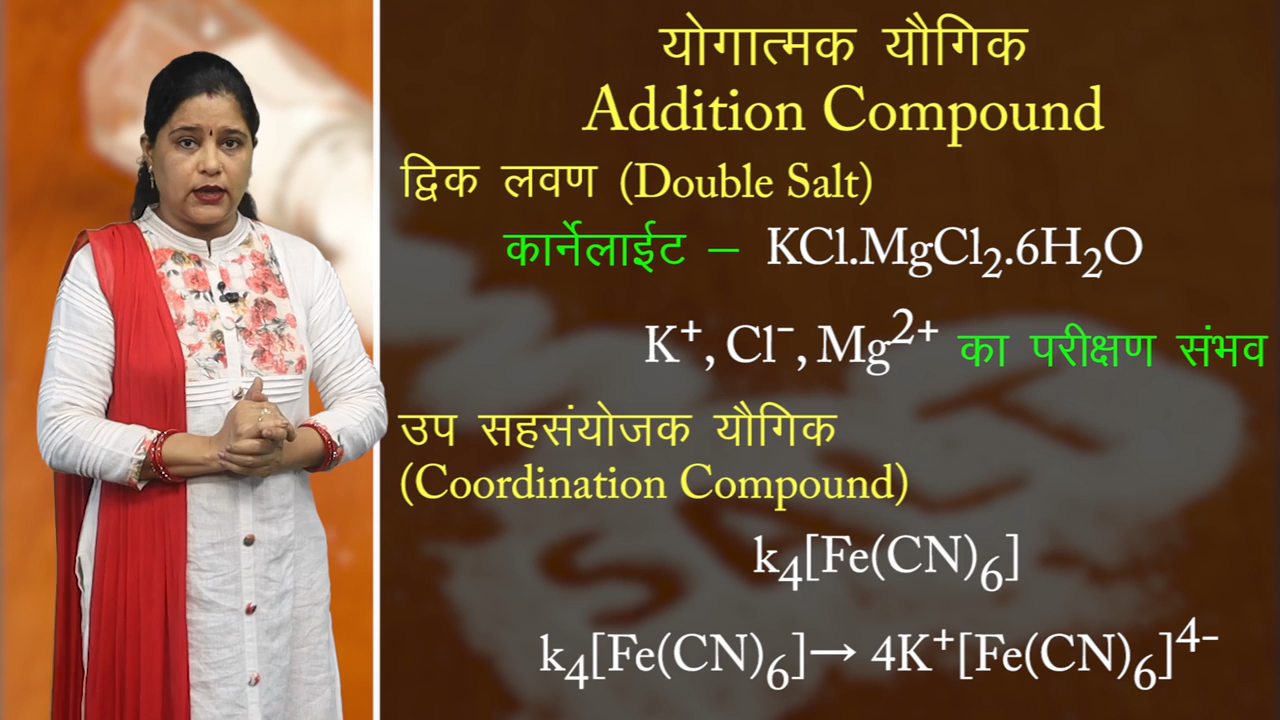 योगात्मक यौगिक
Addition Compound
द्विक लवण (Double Salt)
कार्नेलाईट – KCl.MgCl₂.6H₂O
K⁺, Cl⁻, Mg²⁺ का परीक्षण संभव
उप सहसंयोजक यौगिक
(Coordination Compound)
k₄[Fe(CN)₆]
k₄[Fe(CN)₆]→ 4K⁺[Fe(CN)₆]⁴⁻